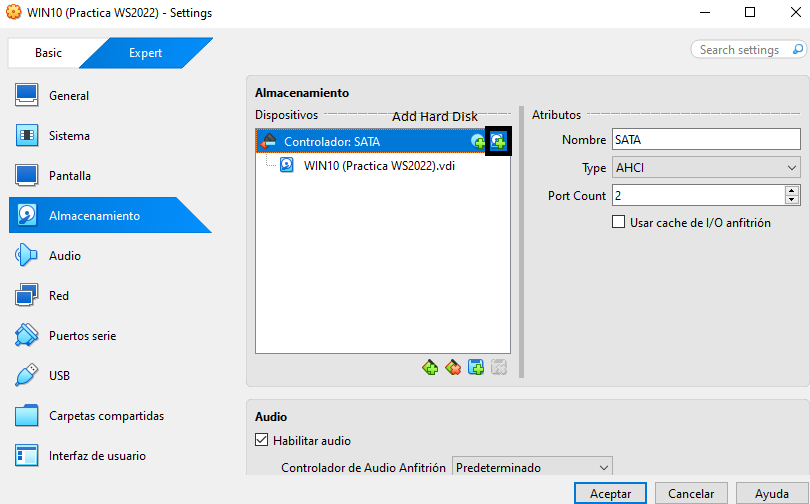 WIN10 (Practica WS2022) - Settings
Basic
Expert
Search settings
General
Sistema
Pantalla
Almacenamiento
Audio
Red
Puertos serie
USB
Carpetas compartidas
Interfaz de usuario
Almacenamiento
Dispositivos
Add Hard Disk
Controlador: SATA
WIN10 (Practica WS2022).vdi
Atributos
Nombre SATA
Type AHCI
Port Count 2
Usar cache de I/O anfitrión
Audio
Habilitar audio
Controlador de Audio Anfitrión Predeterminado
Aceptar
Cancelar
Ayuda